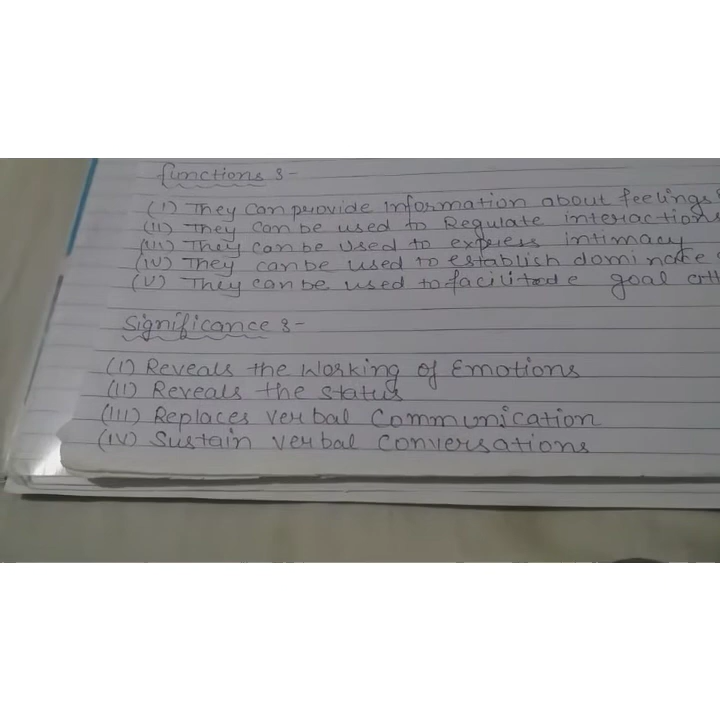 functions :-
(I) They can provide information about feelings
(II) They can be used to Regulate interactions
(III) They can be used to express intimacy
(IV) They can be used to establish dominate
(V) They can be used to facilitate goal
Significance :-
(I) Reveals the Working of Emotions
(II) Reveals the status
(III) Replaces verbal Communication
(IV) Sustain verbal conversations